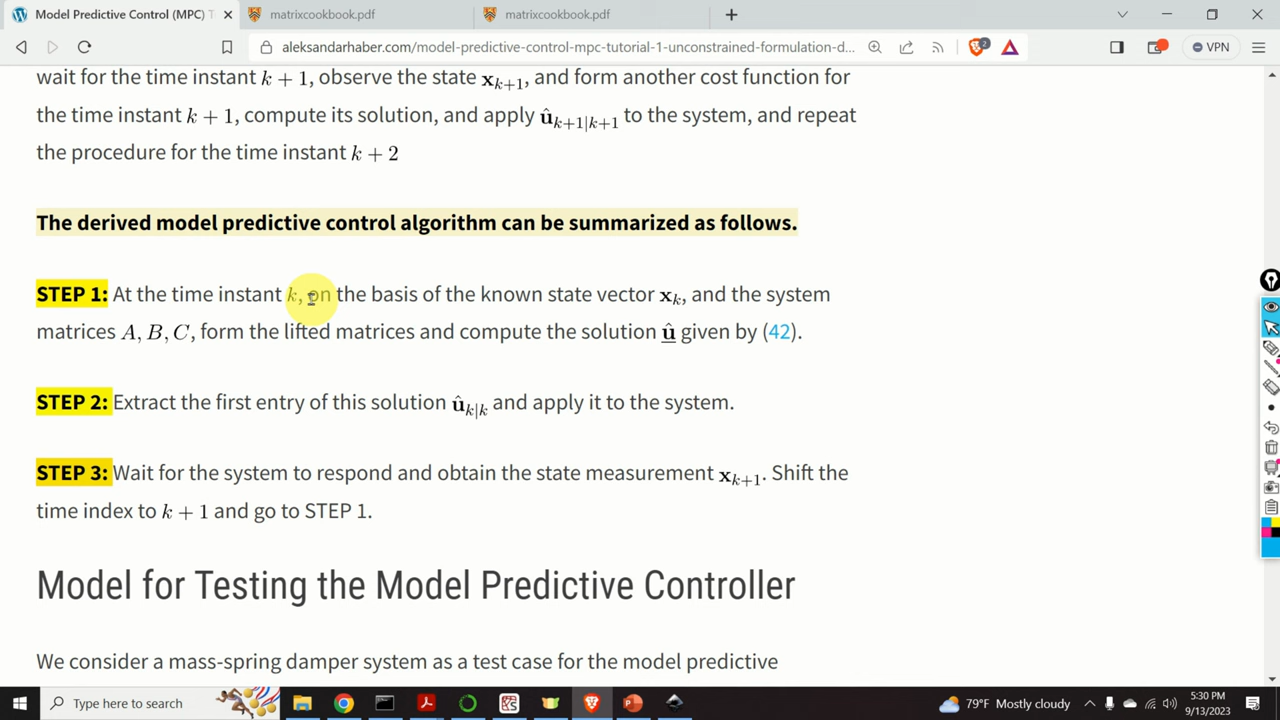 Model Predictive Control (MPC) T
matrixcookbook.pdf
matrixcookbook.pdf
aleksandarhaber.com/model-predictive-control-mpc-tutorial-1-unconstrained-formulation-d...
2
VPN
wait for the time instant k + 1, observe the state x_{k+1}, and form another cost function for
the time instant k + 1, compute its solution, and apply û_{k+1|k+1} to the system, and repeat
the procedure for the time instant k + 2
The derived model predictive control algorithm can be summarized as follows.
STEP 1: At the time instant k, on the basis of the known state vector x_k, and the system
matrices A, B, C, form the lifted matrices and compute the solution û given by (42).
STEP 2: Extract the first entry of this solution û_{k|k} and apply it to the system.
STEP 3: Wait for the system to respond and obtain the state measurement x_{k+1}. Shift the
time index to k + 1 and go to STEP 1.
Model for Testing the Model Predictive Controller
We consider a mass-spring damper system as a test case for the model predictive
Type here to search
79°F Mostly cloudy
5:30 PM
9/13/2023